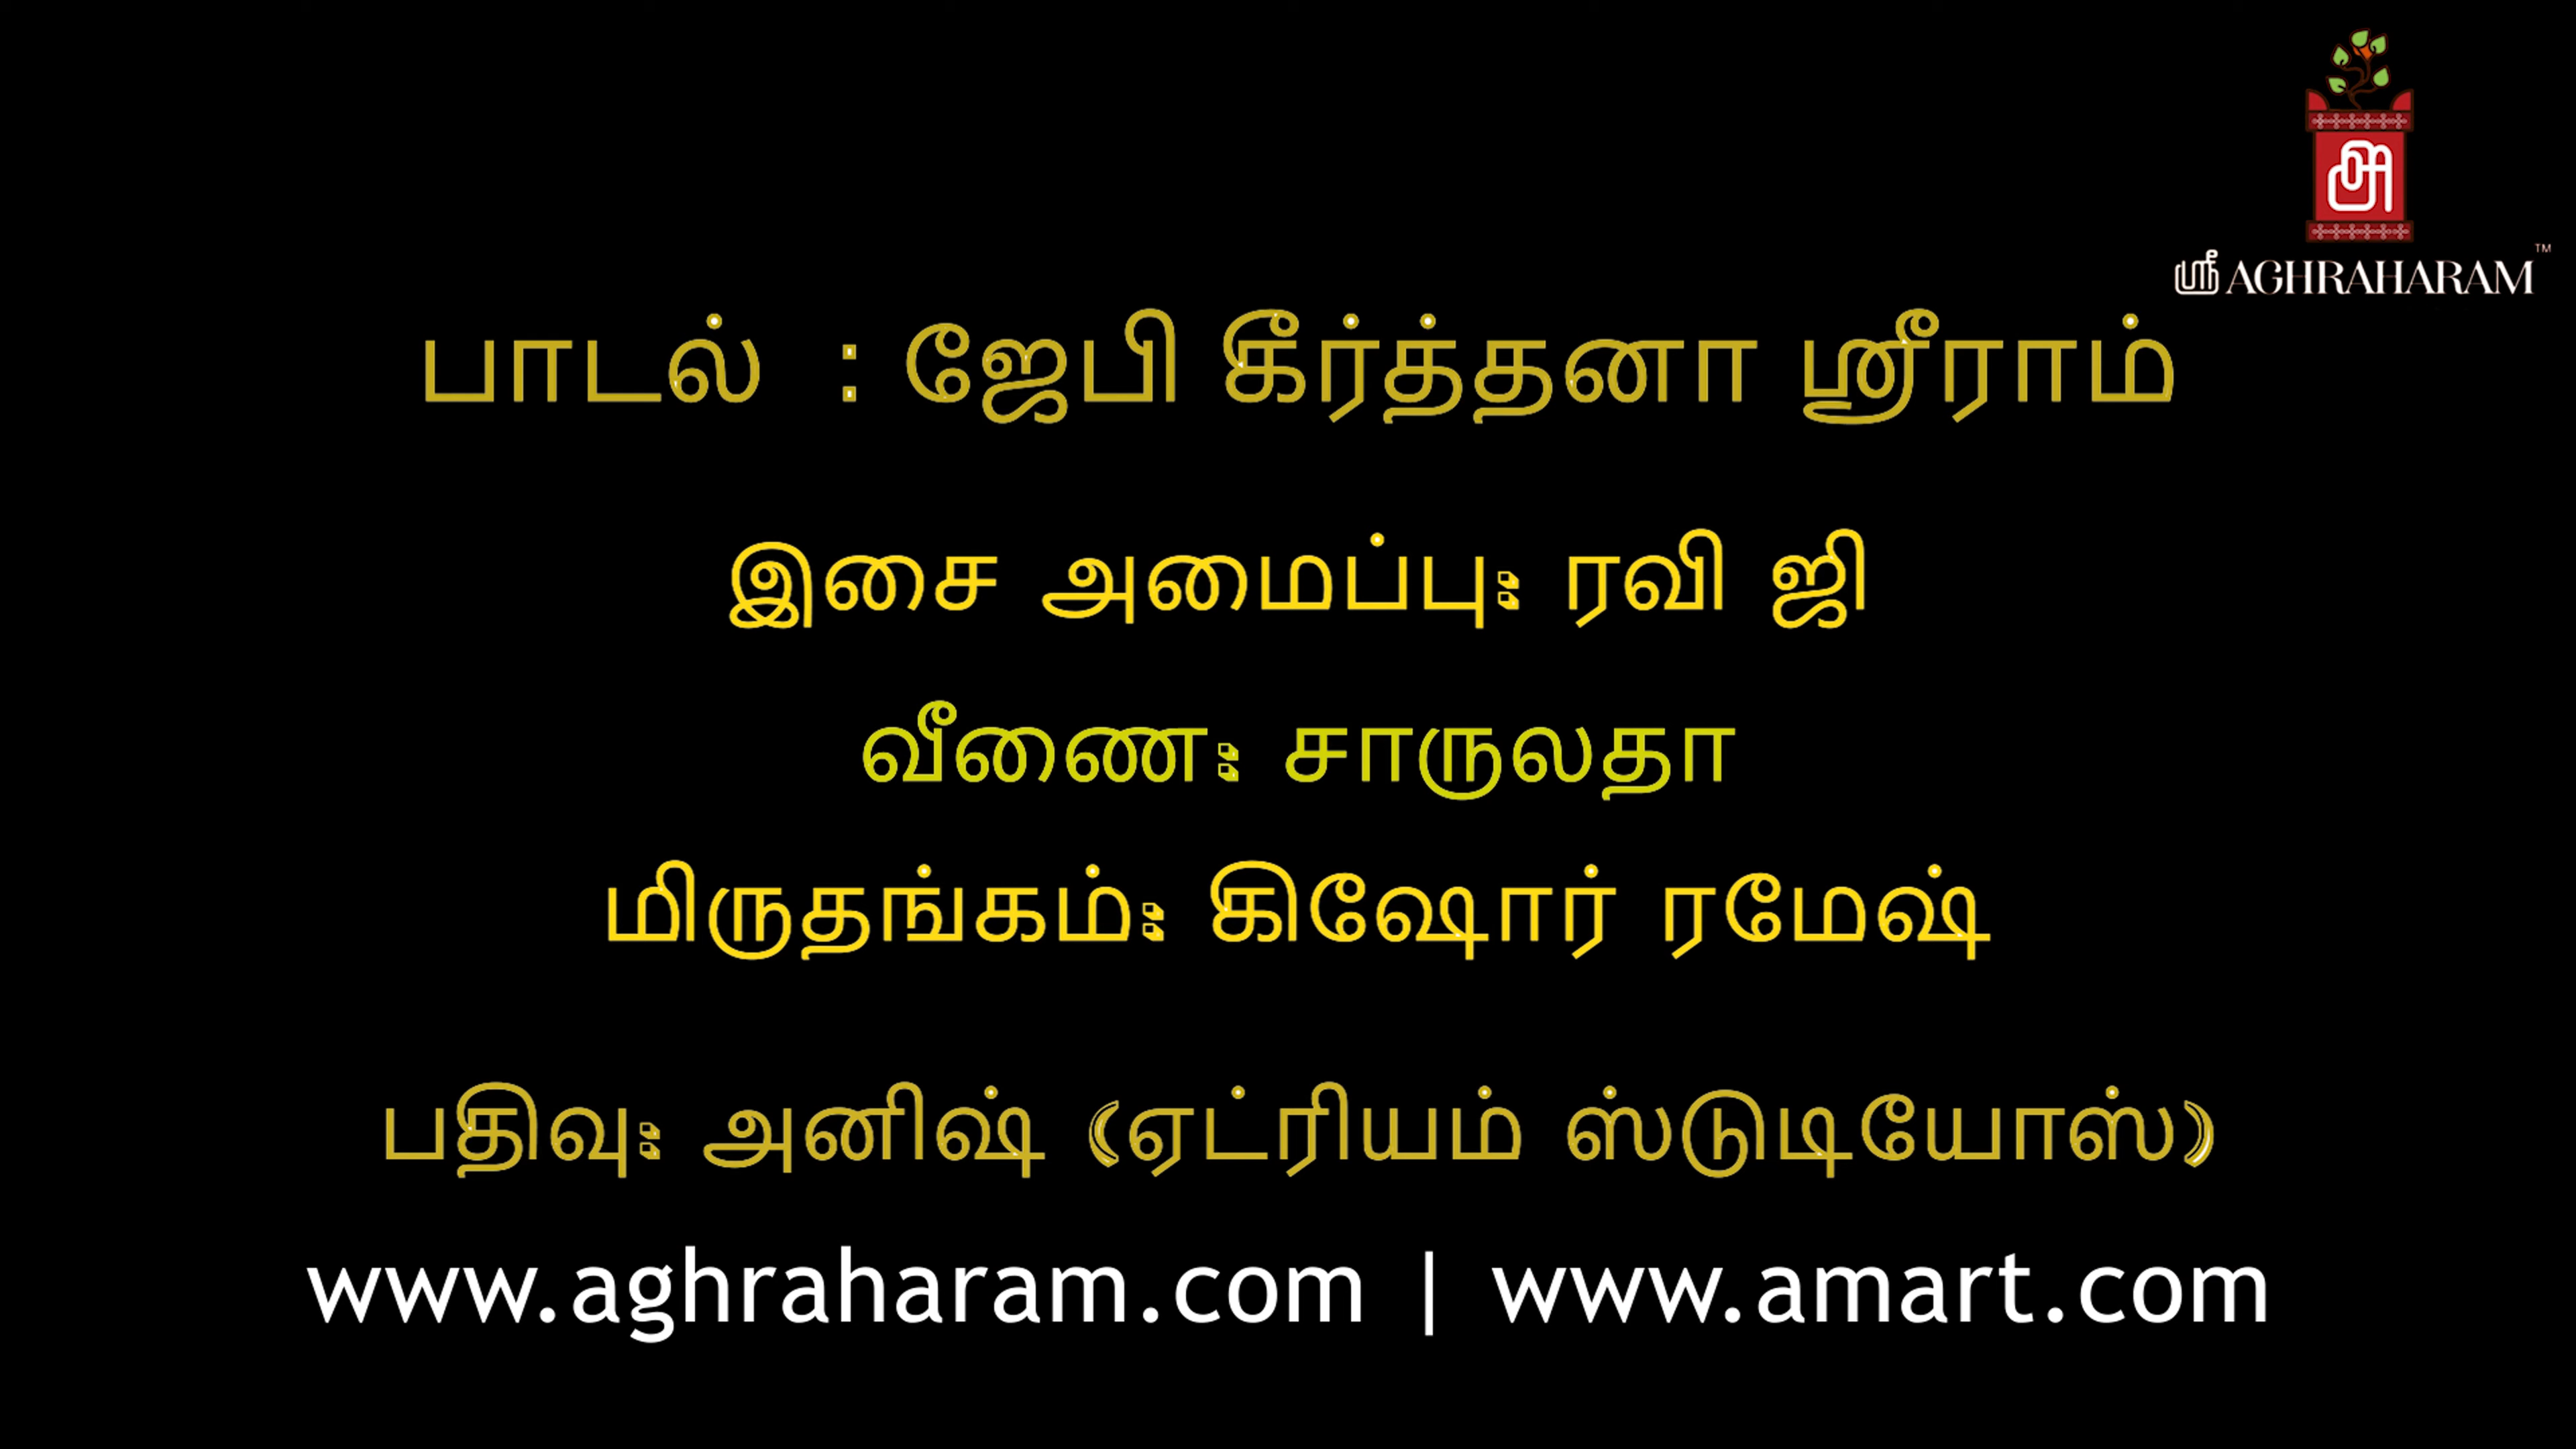 அ
ஸ்ரீ AGHRAHARAM™
பாடல் : ஜேபி கீர்த்தனா ஸ்ரீராம்
இசை அமைப்பு: ரவி ஜி
வீணை: சாருலதா
மிருதங்கம்: கிஷோர் ரமேஷ்
பதிவு: அனிஷ் (ஏட்ரியம் ஸ்டுடியோஸ்)
www.aghraharam.com | www.amart.com